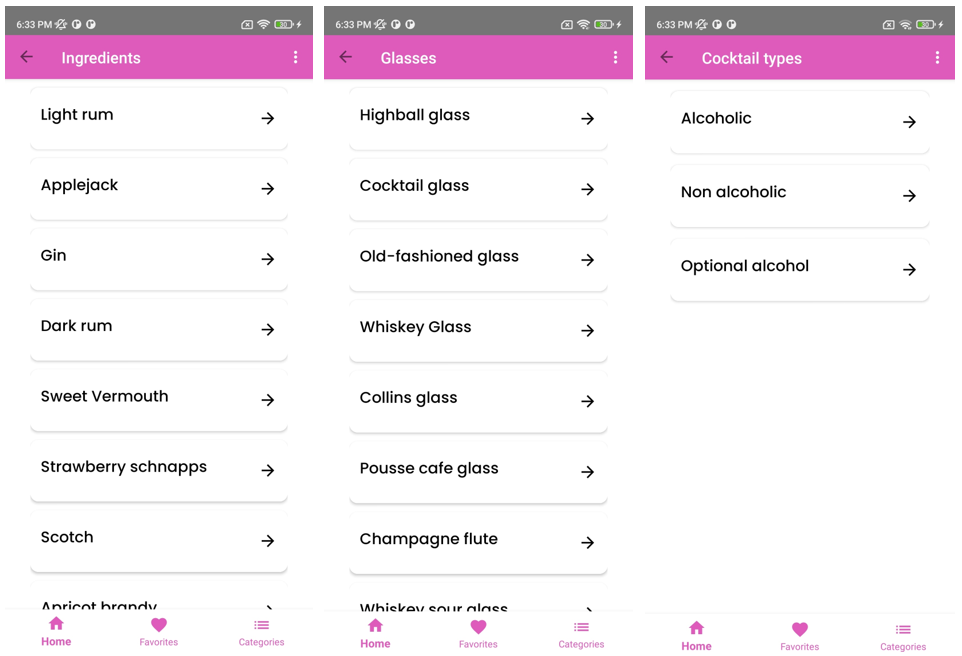 6:33 PM 30
Ingredients
Light rum
Applejack
Gin
Dark rum
Sweet Vermouth
Strawberry schnapps
Scotch
Apricot brandy
Home Favorites Categories
6:33 PM 30
Glasses
Highball glass
Cocktail glass
Old-fashioned glass
Whiskey Glass
Collins glass
Pousse cafe glass
Champagne flute
Whiskey sour glass
Home Favorites Categories
6:33 PM 30
Cocktail types
Alcoholic
Non alcoholic
Optional alcohol
Home Favorites Categories